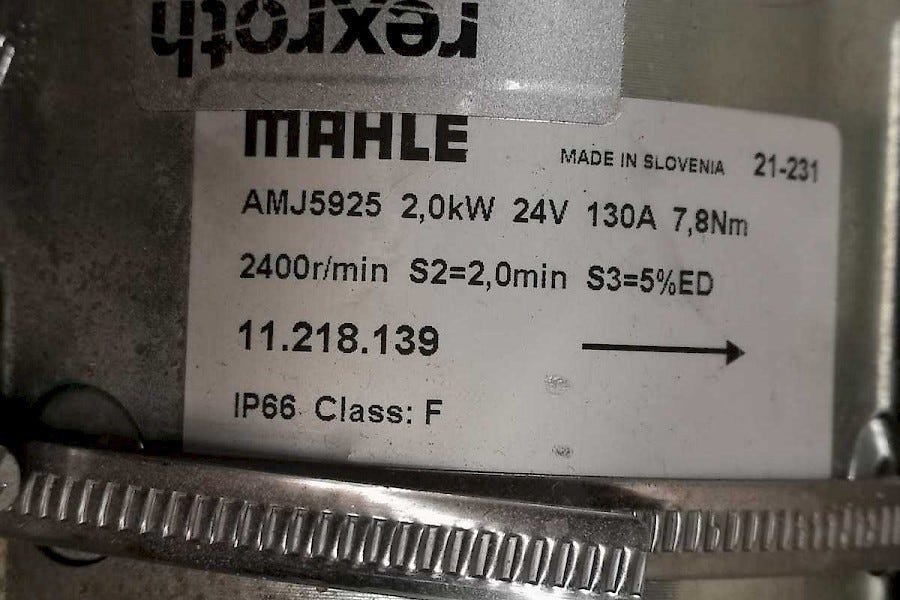 rexroth
MAHLE
MADE IN SLOVENIA 21-231
AMJ5925 2,0kW 24V 130A 7,8Nm
2400r/min S2=2,0min S3=5%ED
11.218.139
IP66 Class: F